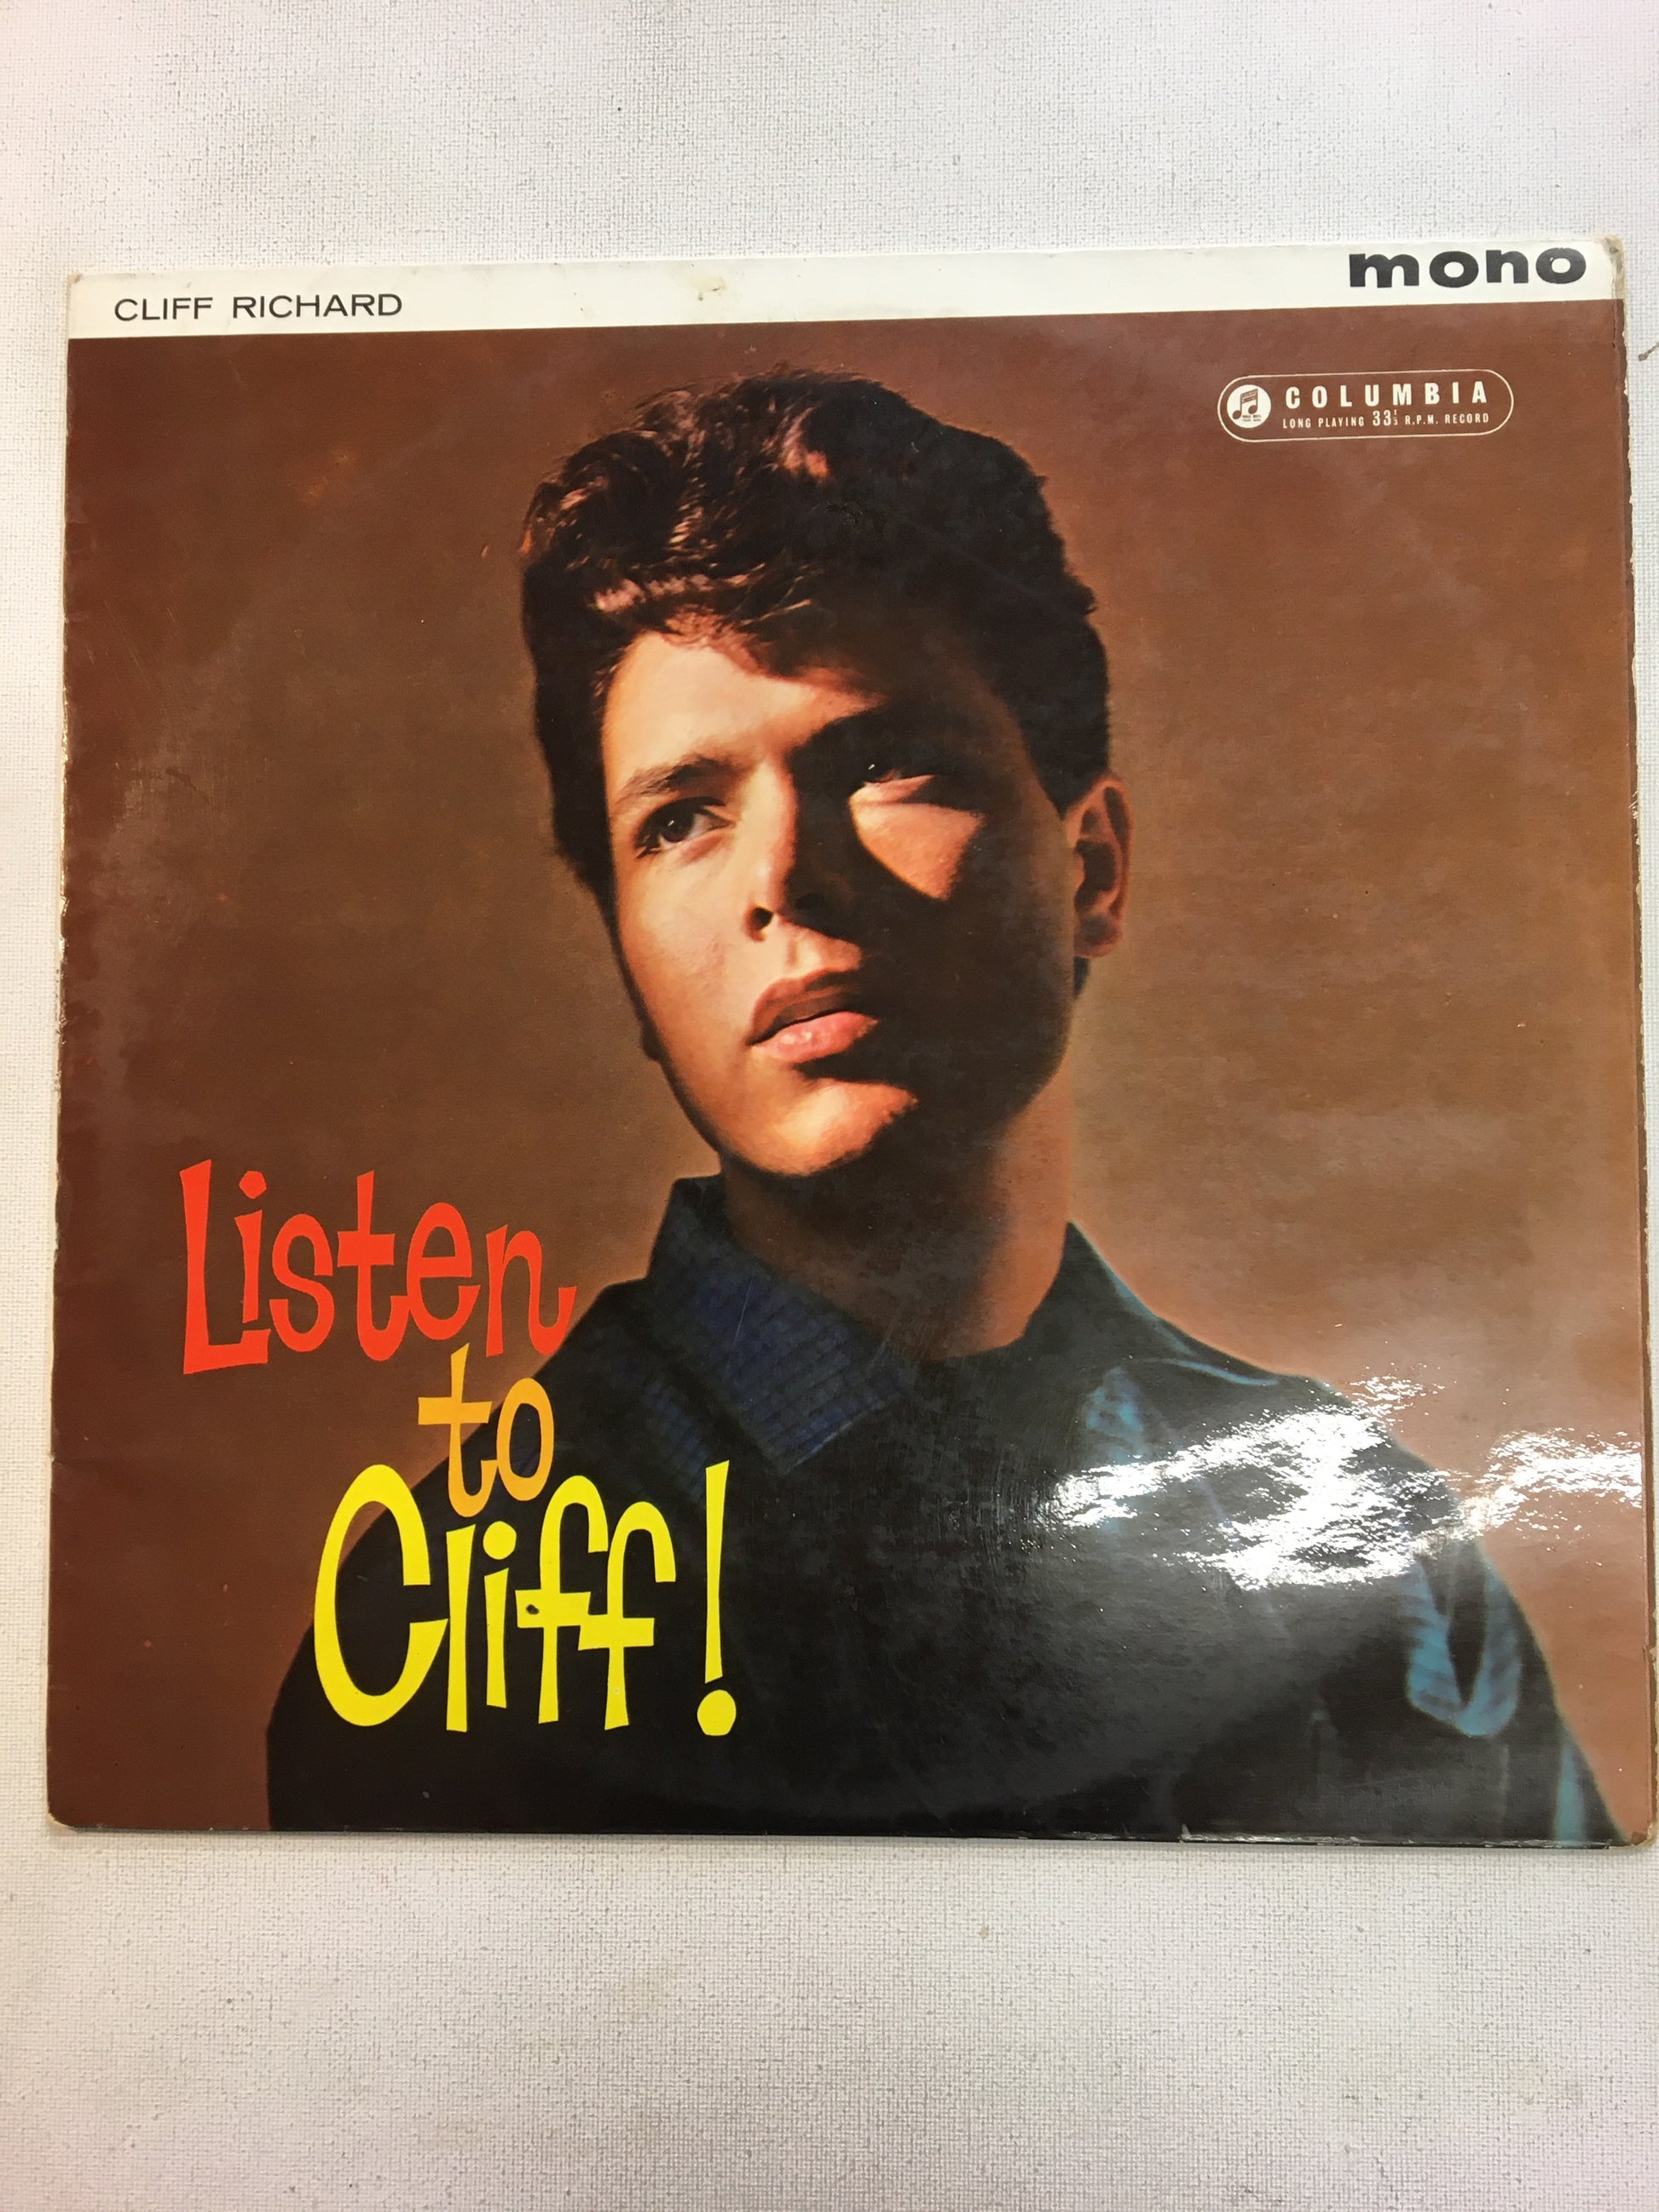 CLIFF RICHARD
mono
COLUMBIA
LONG PLAYING 33⅓ R.P.M. RECORD
Listen
to
Cliff!